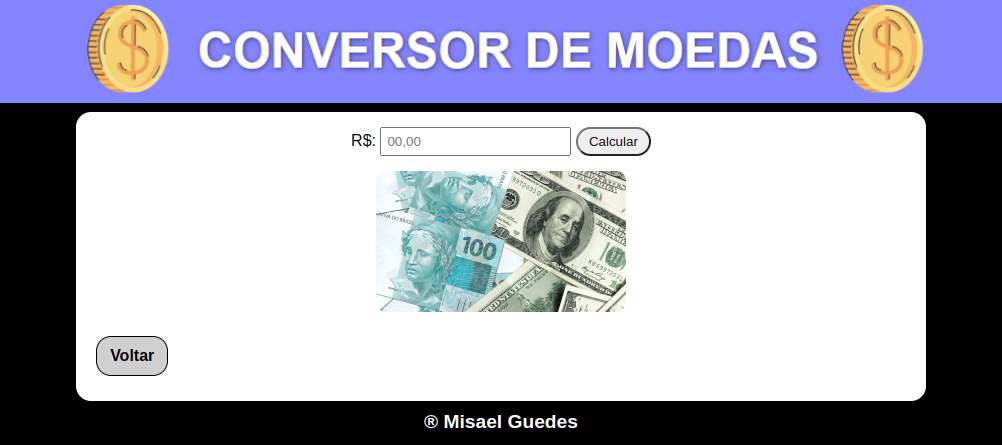 CONVERSOR DE MOEDAS
R$: 00,00 Calcular
100
Voltar
® Misael Guedes